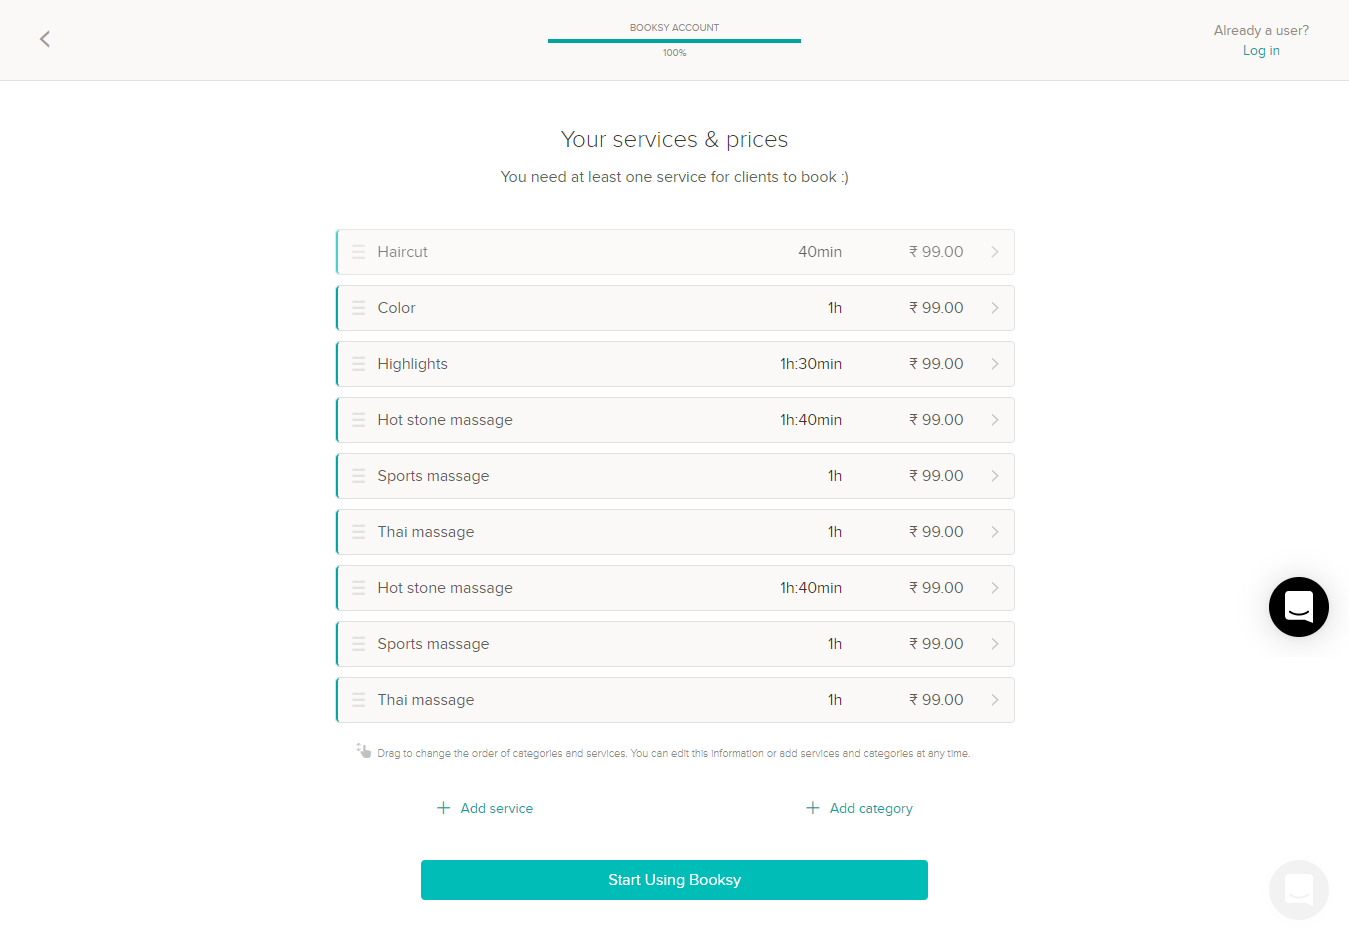 BOOKSY ACCOUNT
100%
Already a user?
Log in
Your services & prices
You need at least one service for clients to book :)
Haircut 40min ₹ 99.00
Color 1h ₹ 99.00
Highlights 1h:30min ₹ 99.00
Hot stone massage 1h:40min ₹ 99.00
Sports massage 1h ₹ 99.00
Thai massage 1h ₹ 99.00
Hot stone massage 1h:40min ₹ 99.00
Sports massage 1h ₹ 99.00
Thai massage 1h ₹ 99.00
Drag to change the order of categories and services. You can edit this information or add services and categories at any time.
Add service Add category
Start Using Booksy